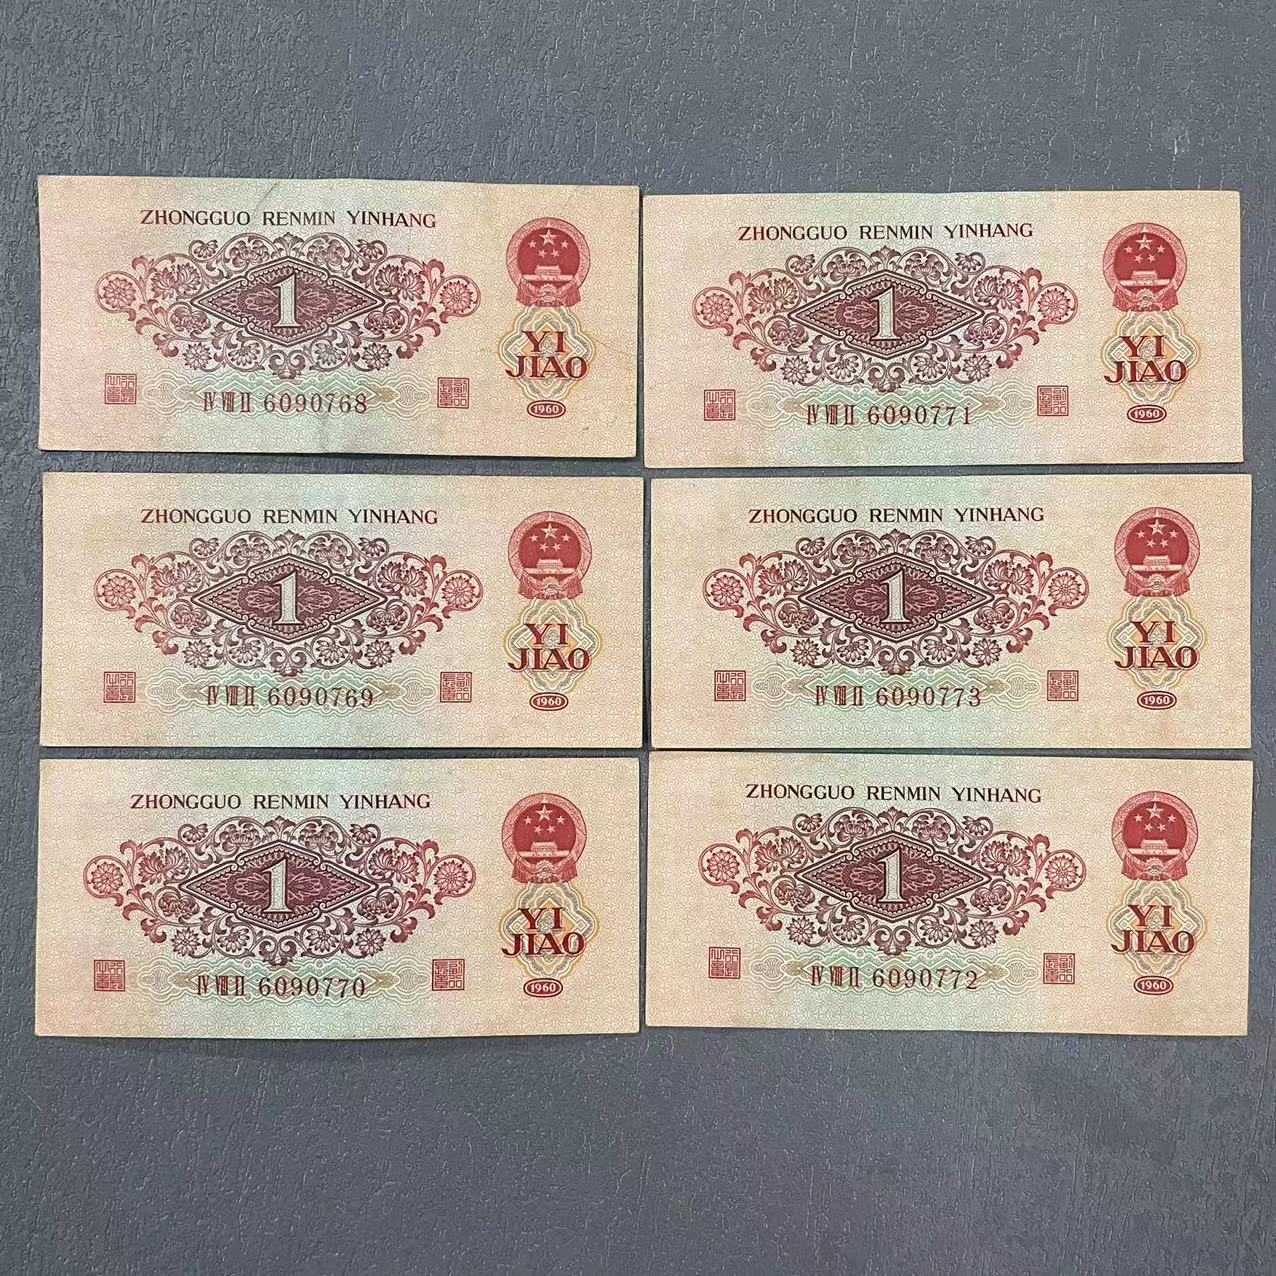 ZHONGGUO RENMIN YINHANG
1
YI
JIAO
Ⅳ Ⅷ Ⅱ 6090768
1960
ZHONGGUO RENMIN YINHANG
1
YI
JIAO
Ⅳ Ⅷ Ⅱ 6090771
1960
ZHONGGUO RENMIN YINHANG
1
YI
JIAO
Ⅳ Ⅷ Ⅱ 6090769
1960
ZHONGGUO RENMIN YINHANG
1
YI
JIAO
Ⅳ Ⅷ Ⅱ 6090773
1960
ZHONGGUO RENMIN YINHANG
1
YI
JIAO
Ⅳ Ⅷ Ⅱ 6090770
1960
ZHONGGUO RENMIN YINHANG
1
YI
JIAO
Ⅳ Ⅷ Ⅱ 6090772
1960